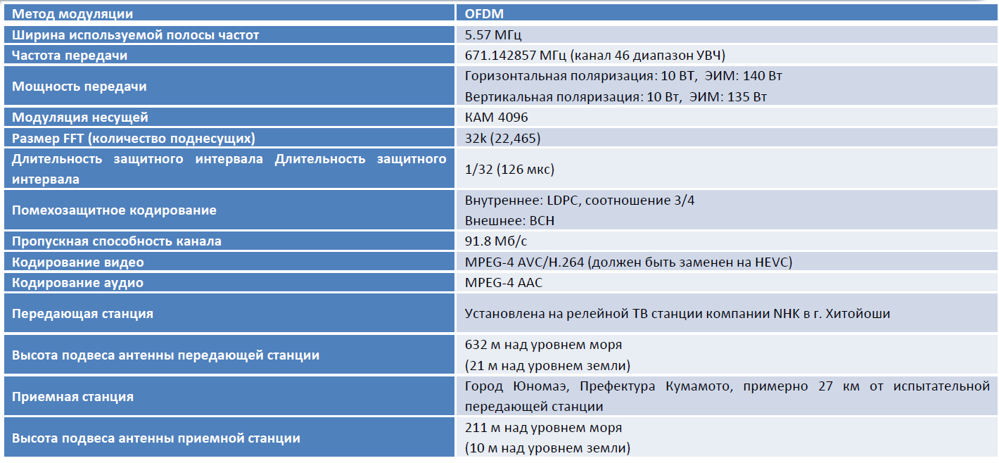 Метод модуляции OFDM
Ширина используемой полосы частот 5.57 МГц
Частота передачи 671.142857 МГц (канал 46 диапазон УВЧ)
Мощность передачи
Горизонтальная поляризация: 10 ВТ, ЭИМ: 140 Вт
Вертикальная поляризация: 10 Вт, ЭИМ: 135 Вт
Модуляция несущей КАМ 4096
Размер FFT (количество поднесущих) 32k (22,465)
Длительность защитного интервала Длительность защитного
интервала
1/32 (126 мкс)
Помехозащитное кодирование
Внутреннее: LDPC, соотношение 3/4
Внешнее: BCH
Пропускная способность канала 91.8 Мб/с
Кодирование видео MPEG-4 AVC/H.264 (должен быть заменен на HEVC)
Кодирование аудио MPEG-4 AAC
Передающая станция Установлена на релейной ТВ станции компании NHK в г. Хитойоши
Высота подвеса антенны передающей станции
632 м над уровнем моря
(21 м над уровнем земли)
Приемная станция
Город Юномаэ, Префектура Кумамото, примерно 27 км от испытательной
передающей станции
Высота подвеса антенны приемной станции
211 м над уровнем моря
(10 м над уровнем земли)